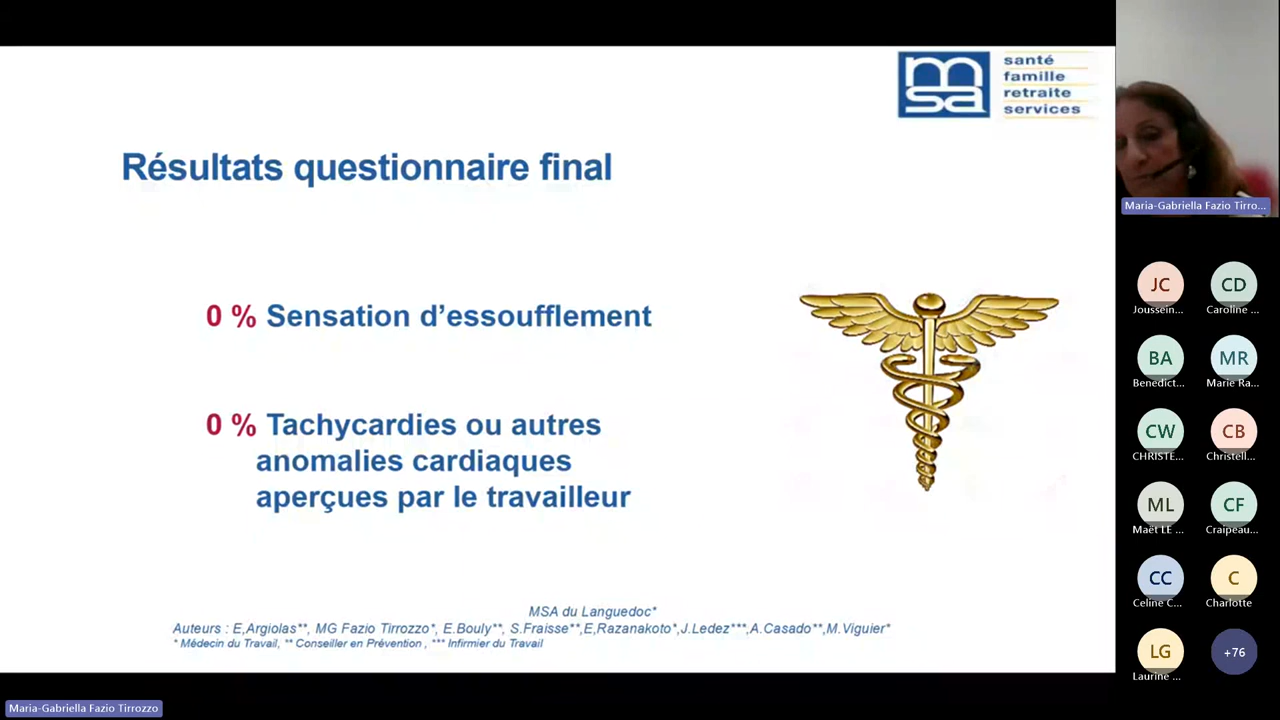 msa
santé
famille
retraite
services
Résultats questionnaire final
0 % Sensation d'essoufflement
0 % Tachycardies ou autres
anomalies cardiaques
aperçues par le travailleur
MSA du Languedoc*
Auteurs : E,Argiolas**, MG Fazio Tirrozzo*, E.Bouly**, S.Fraisse**,E,Razanakoto*,J.Ledez***,A.Casado**,M.Viguier*
* Médecin du Travail, ** Conseiller en Prévention , *** Infirmier du Travail
Maria-Gabriella Fazio Tirro...
JC
CD
Joussein...
Caroline ...
BA
MR
Benedict...
Marie Ra...
CW
CB
CHRISTE...
Christell...
ML
CF
Maët LE ...
Craipeau...
CC
C
Celine C...
Charlotte
LG
+76
Laurine ...
Maria-Gabriella Fazio Tirrozzo